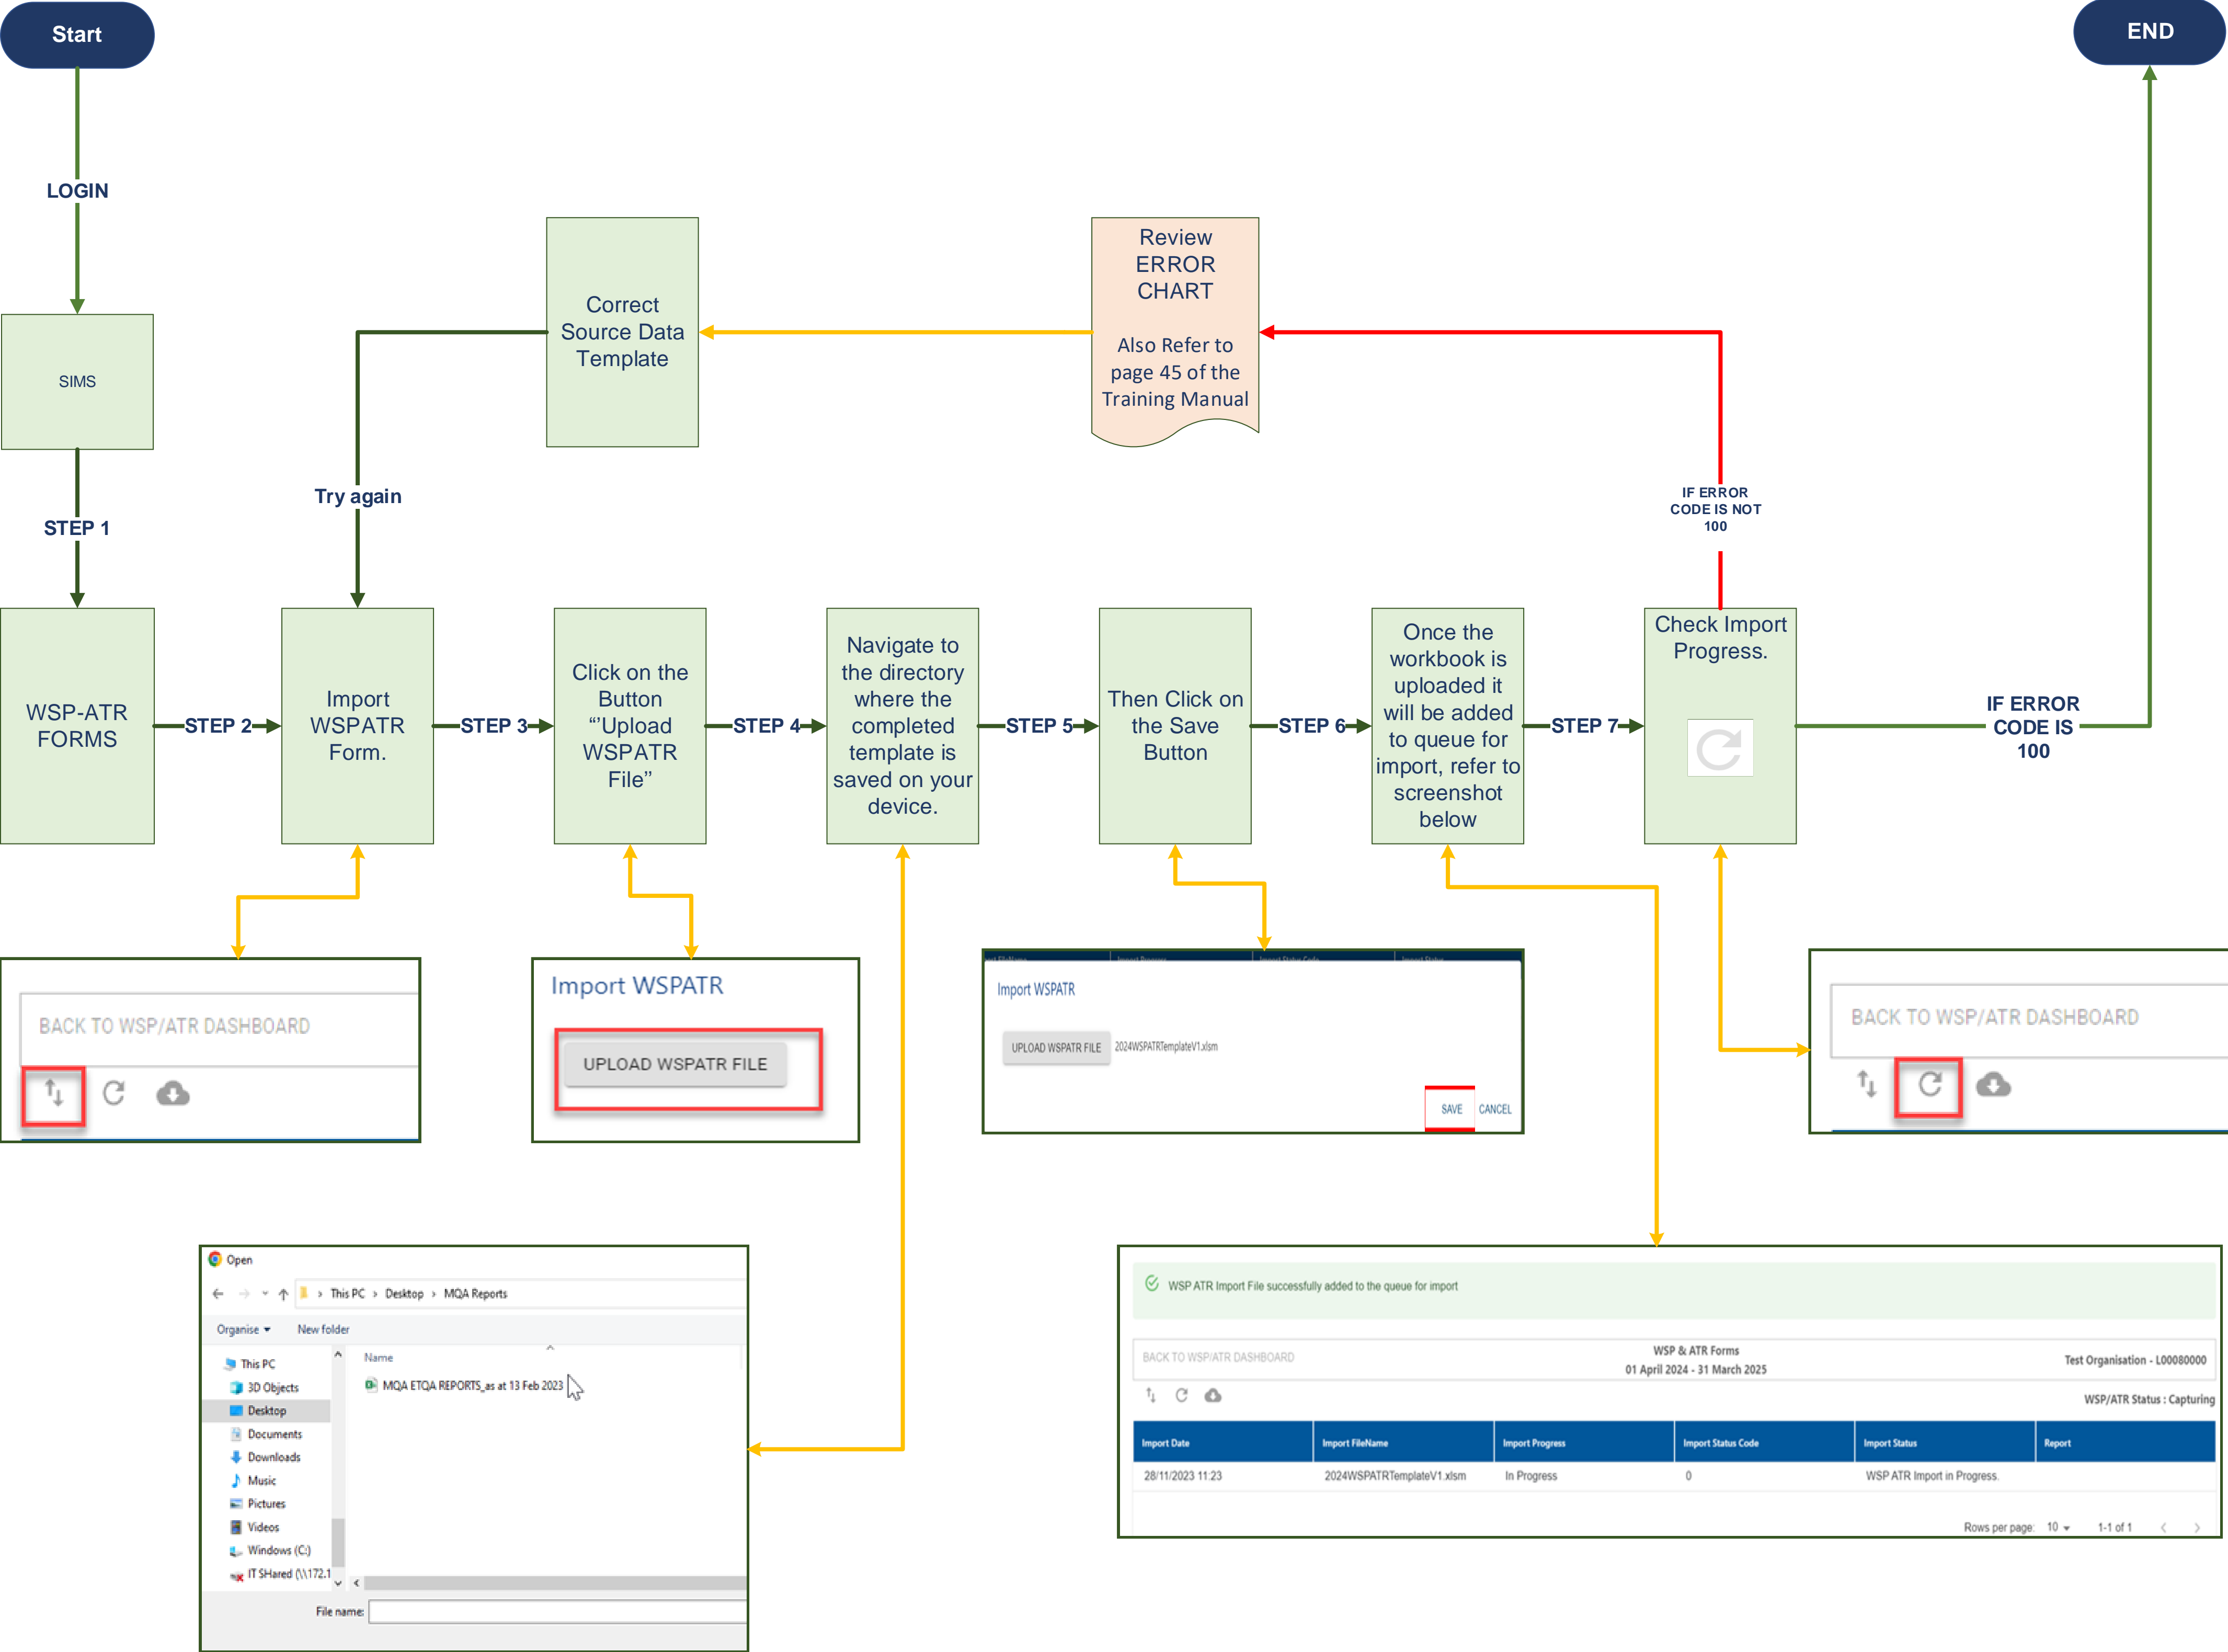 Start
END
LOGIN
SIMS
Correct
Source Data
Template
Review
ERROR
CHART
Also Refer to
page 45 of the
Training Manual
STEP 1
Try again
IF ERROR
CODE IS NOT
100
WSP-ATR
FORMS
STEP 2
Import
WSPATR
Form.
STEP 3
Click on the
Button
“’Upload
WSPATR
File”
STEP 4
Navigate to
the directory
where the
completed
template is
saved on your
device.
STEP 5
Then Click on
the Save
Button
STEP 6
Once the
workbook is
uploaded it
will be added
to queue for
import, refer to
screenshot
below
STEP 7
Check Import
Progress.
IF ERROR
CODE IS
100
BACK TO WSP/ATR DASHBOARD
Import WSPATR
UPLOAD WSPATR FILE
Import Progress
Import Status Code
Import Status
Import WSPATR
UPLOAD WSPATR FILE 2024WSPATRTemplateV1.xlsm
SAVE CANCEL
BACK TO WSP/ATR DASHBOARD
Open
This PC > Desktop > MQA Reports
Organise New folder
This PC
3D Objects
Desktop
Documents
Downloads
Music
Pictures
Videos
Windows (C:)
IT SHared (\\172.1
Name
MQA ETQA REPORTS_as at 13 Feb 2023
File name:
WSP ATR Import File successfully added to the queue for import
BACK TO WSP/ATR DASHBOARD
WSP & ATR Forms
01 April 2024 - 31 March 2025
Test Organisation - L00080000
WSP/ATR Status : Capturing
Import Date Import FileName Import Progress Import Status Code Import Status Report
28/11/2023 11:23 2024WSPATRTemplateV1.xlsm In Progress 0 WSP ATR Import in Progress.
Rows per page: 10 1-1 of 1 < >